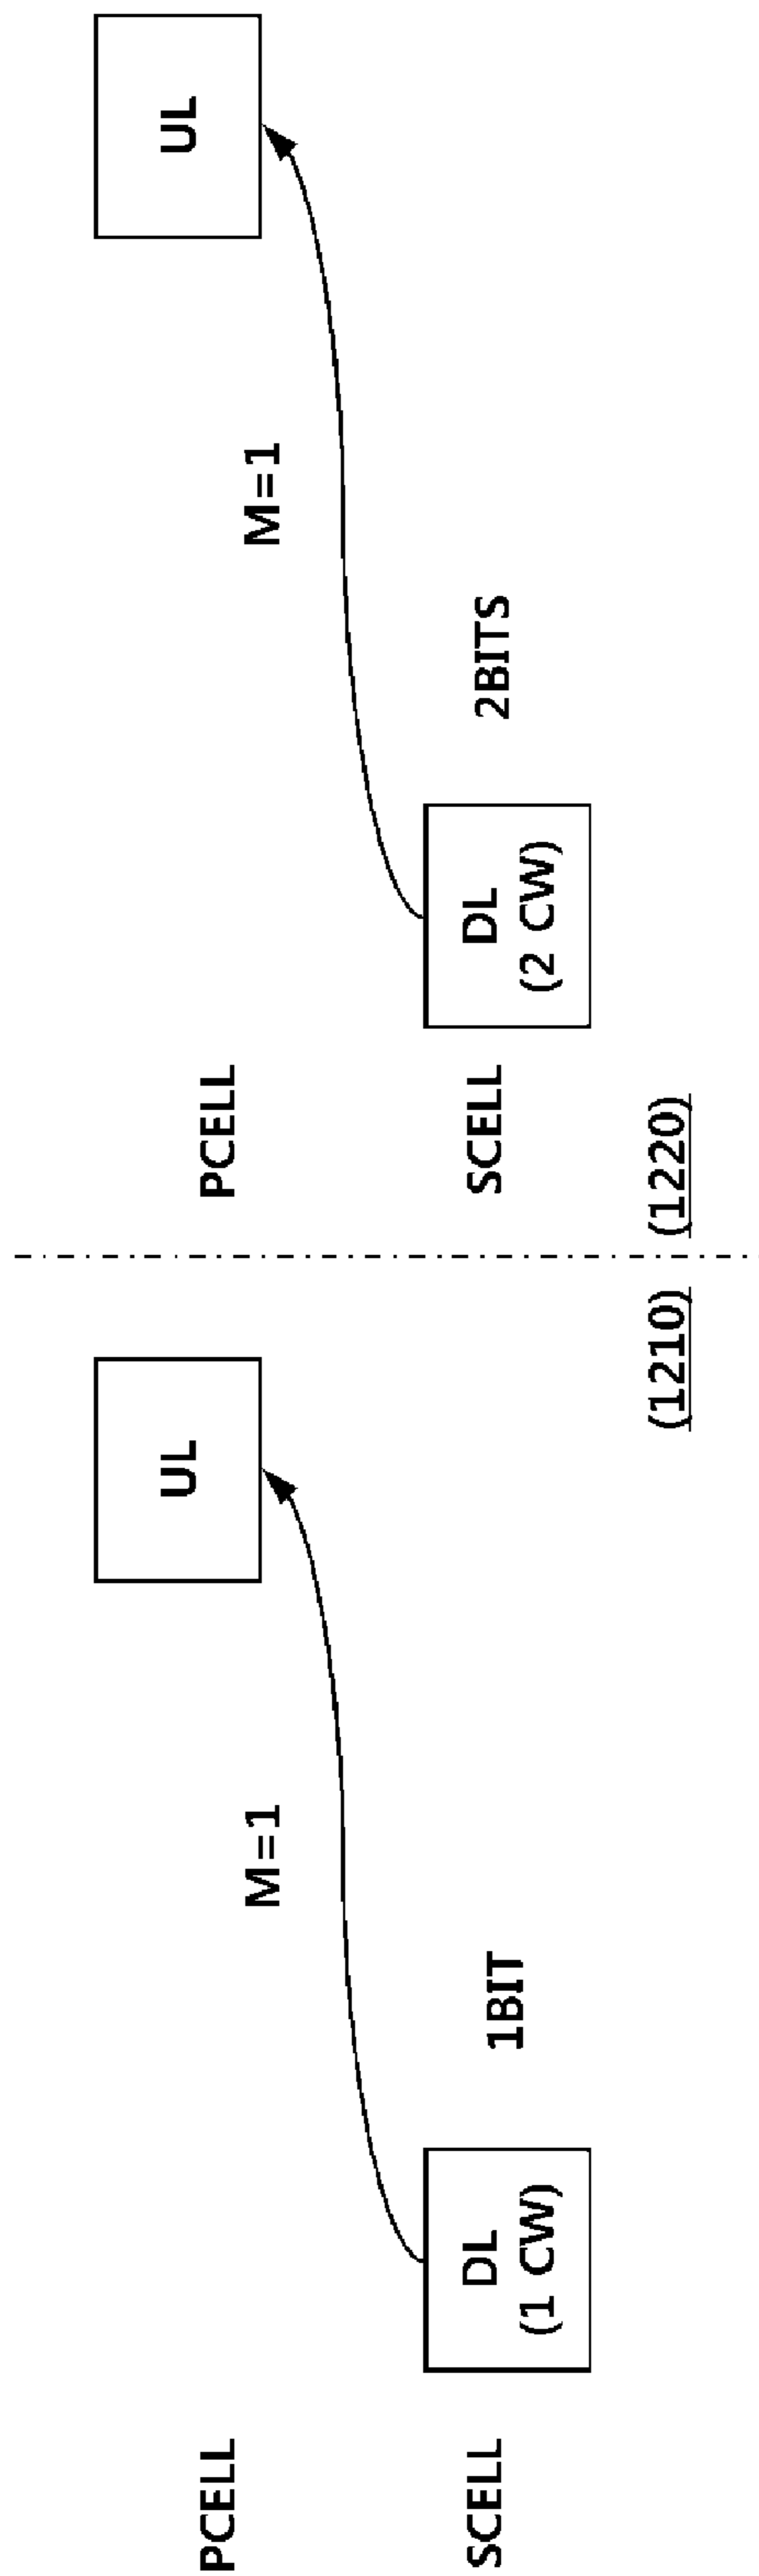 PCELL
UL
M=1
SCELL
DL
(1 CW)
1BIT
(1210)
PCELL
UL
M=1
SCELL
DL
(2 CW)
2BITS
(1220)